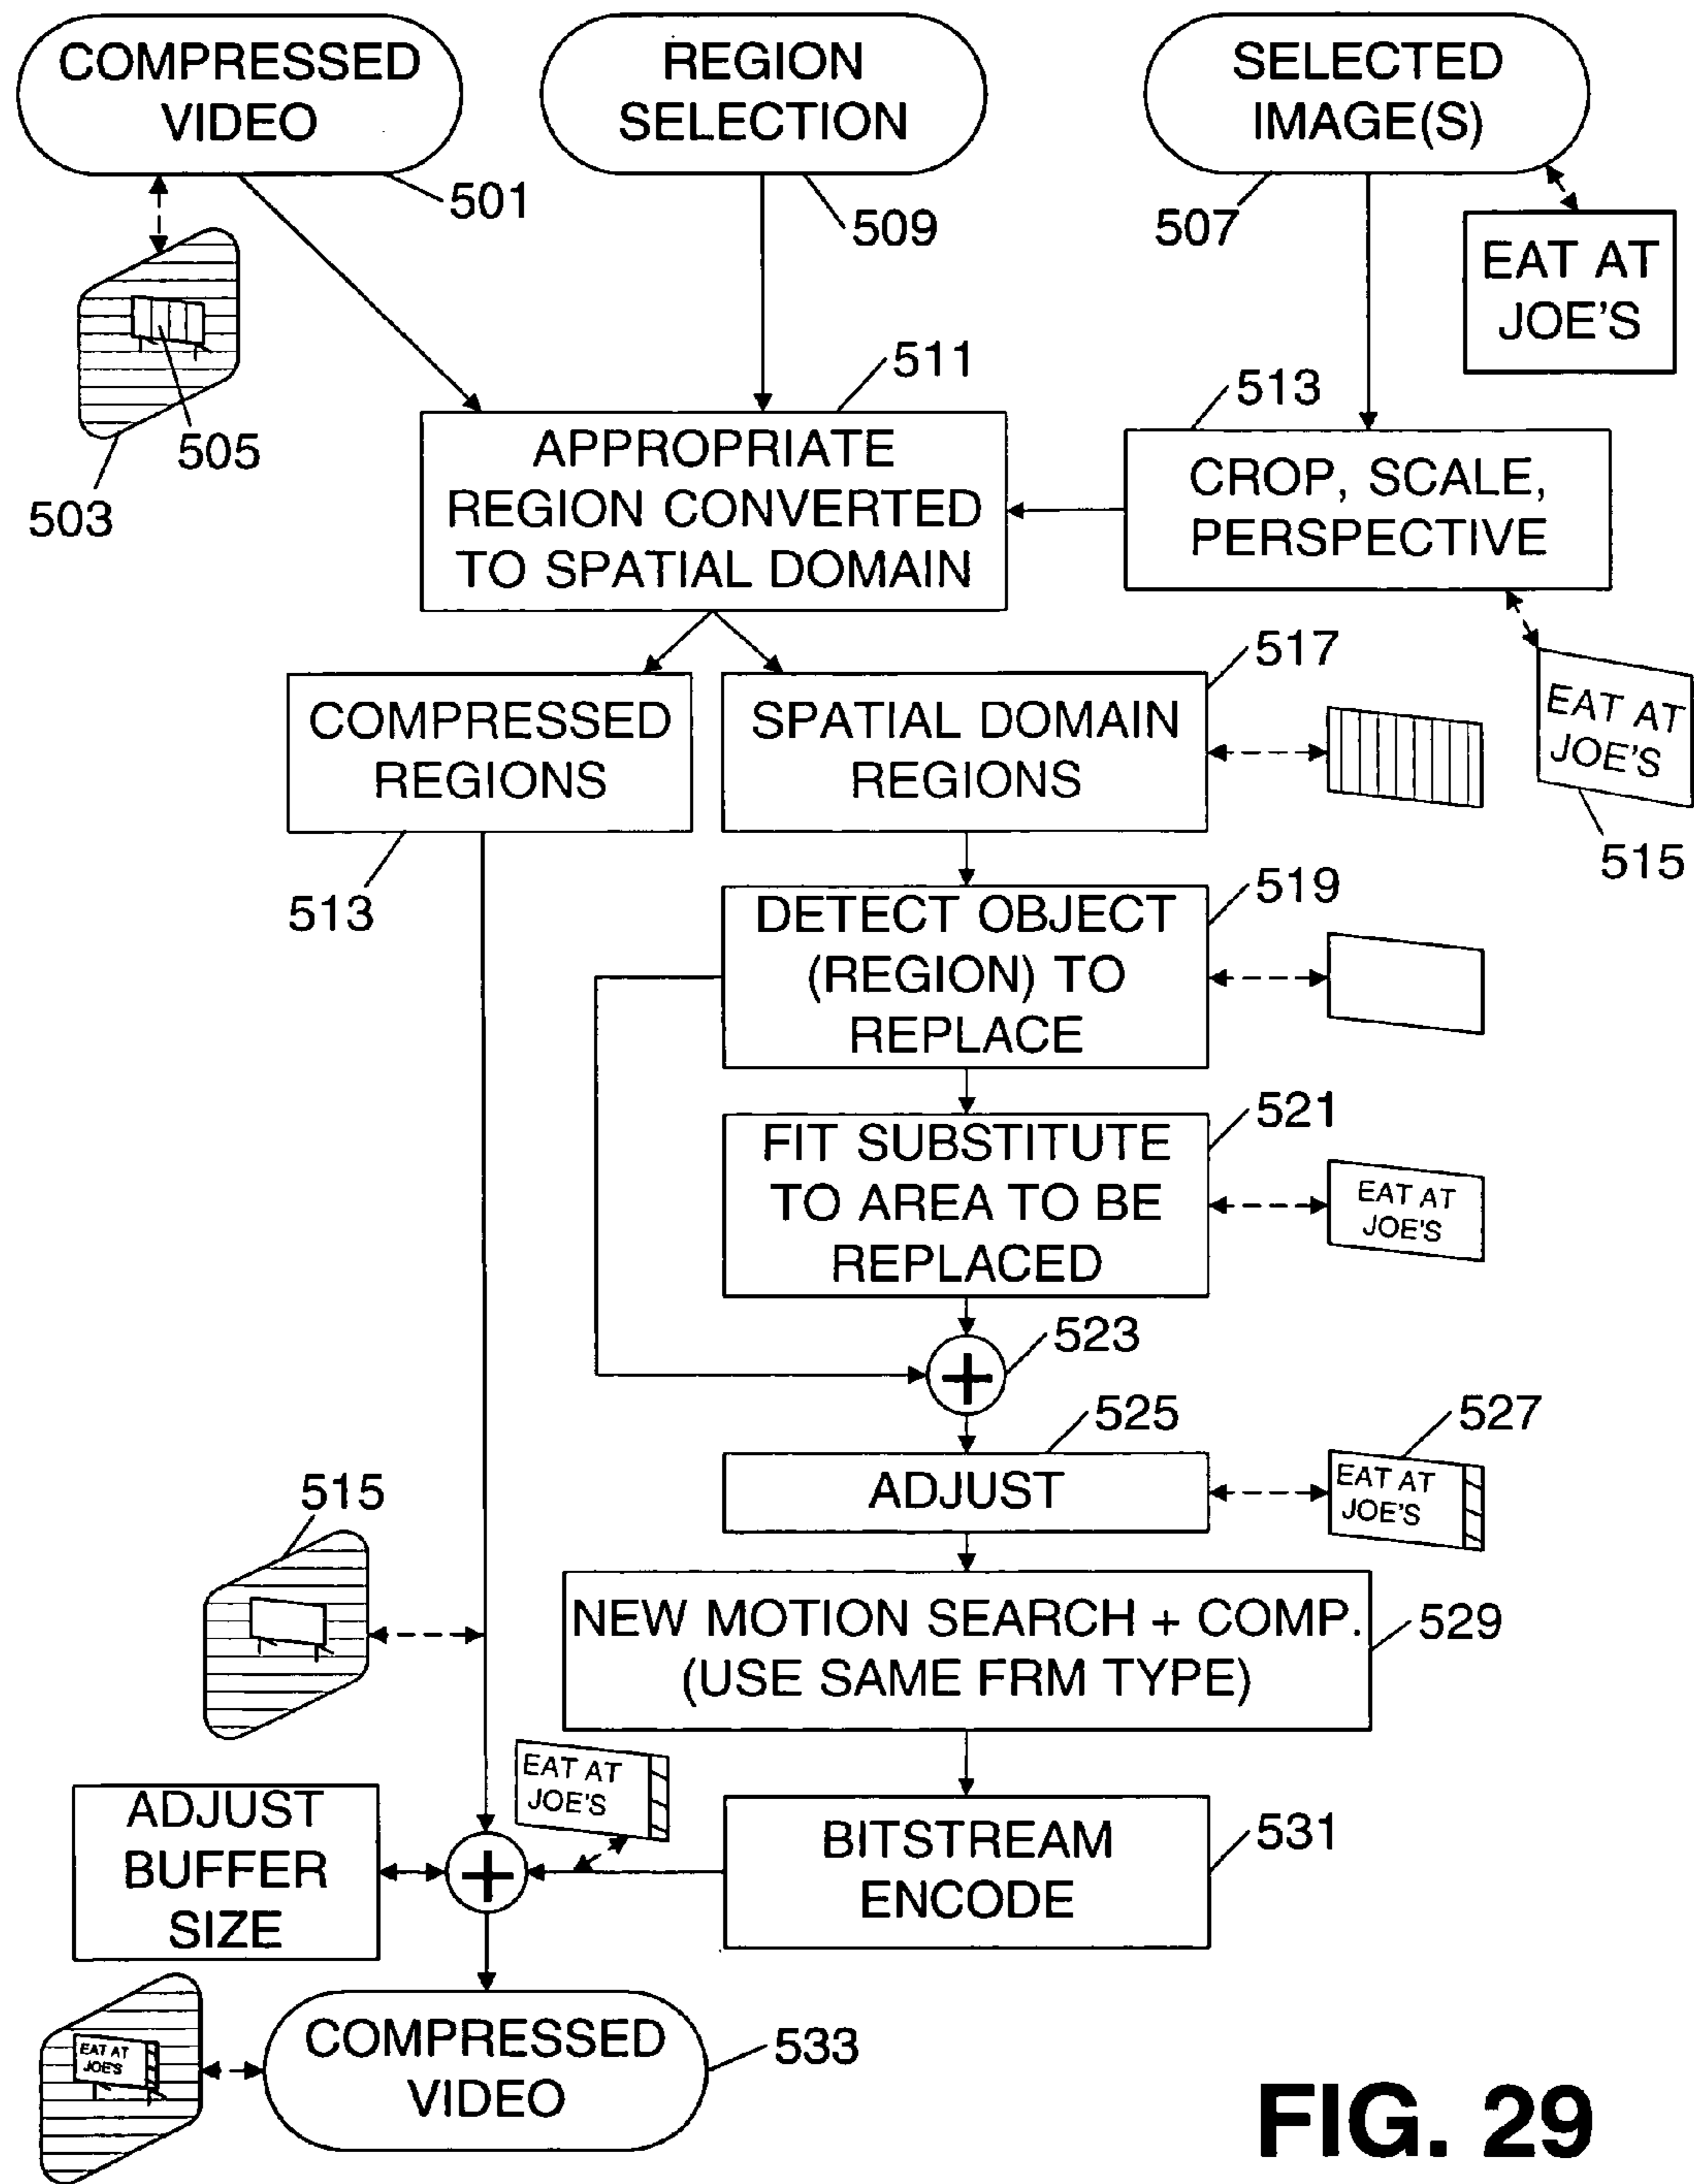 COMPRESSED
VIDEO
501
REGION
SELECTION
509
SELECTED
IMAGE(S)
507
EAT AT
JOE'S
505
503
511
APPROPRIATE
REGION CONVERTED
TO SPATIAL DOMAIN
513
CROP, SCALE,
PERSPECTIVE
EAT AT
JOE'S
515
COMPRESSED
REGIONS
513
517
SPATIAL DOMAIN
REGIONS
519
DETECT OBJECT
(REGION) TO
REPLACE
521
FIT SUBSTITUTE
TO AREA TO BE
REPLACED
EAT AT
JOE'S
523
525
ADJUST
527
EAT AT
JOE'S
515
NEW MOTION SEARCH + COMP.
(USE SAME FRM TYPE)
529
EAT AT
JOE'S
ADJUST
BUFFER
SIZE
+
+
BITSTREAM
ENCODE
531
EAT AT
JOE'S
COMPRESSED
VIDEO
533
FIG. 29